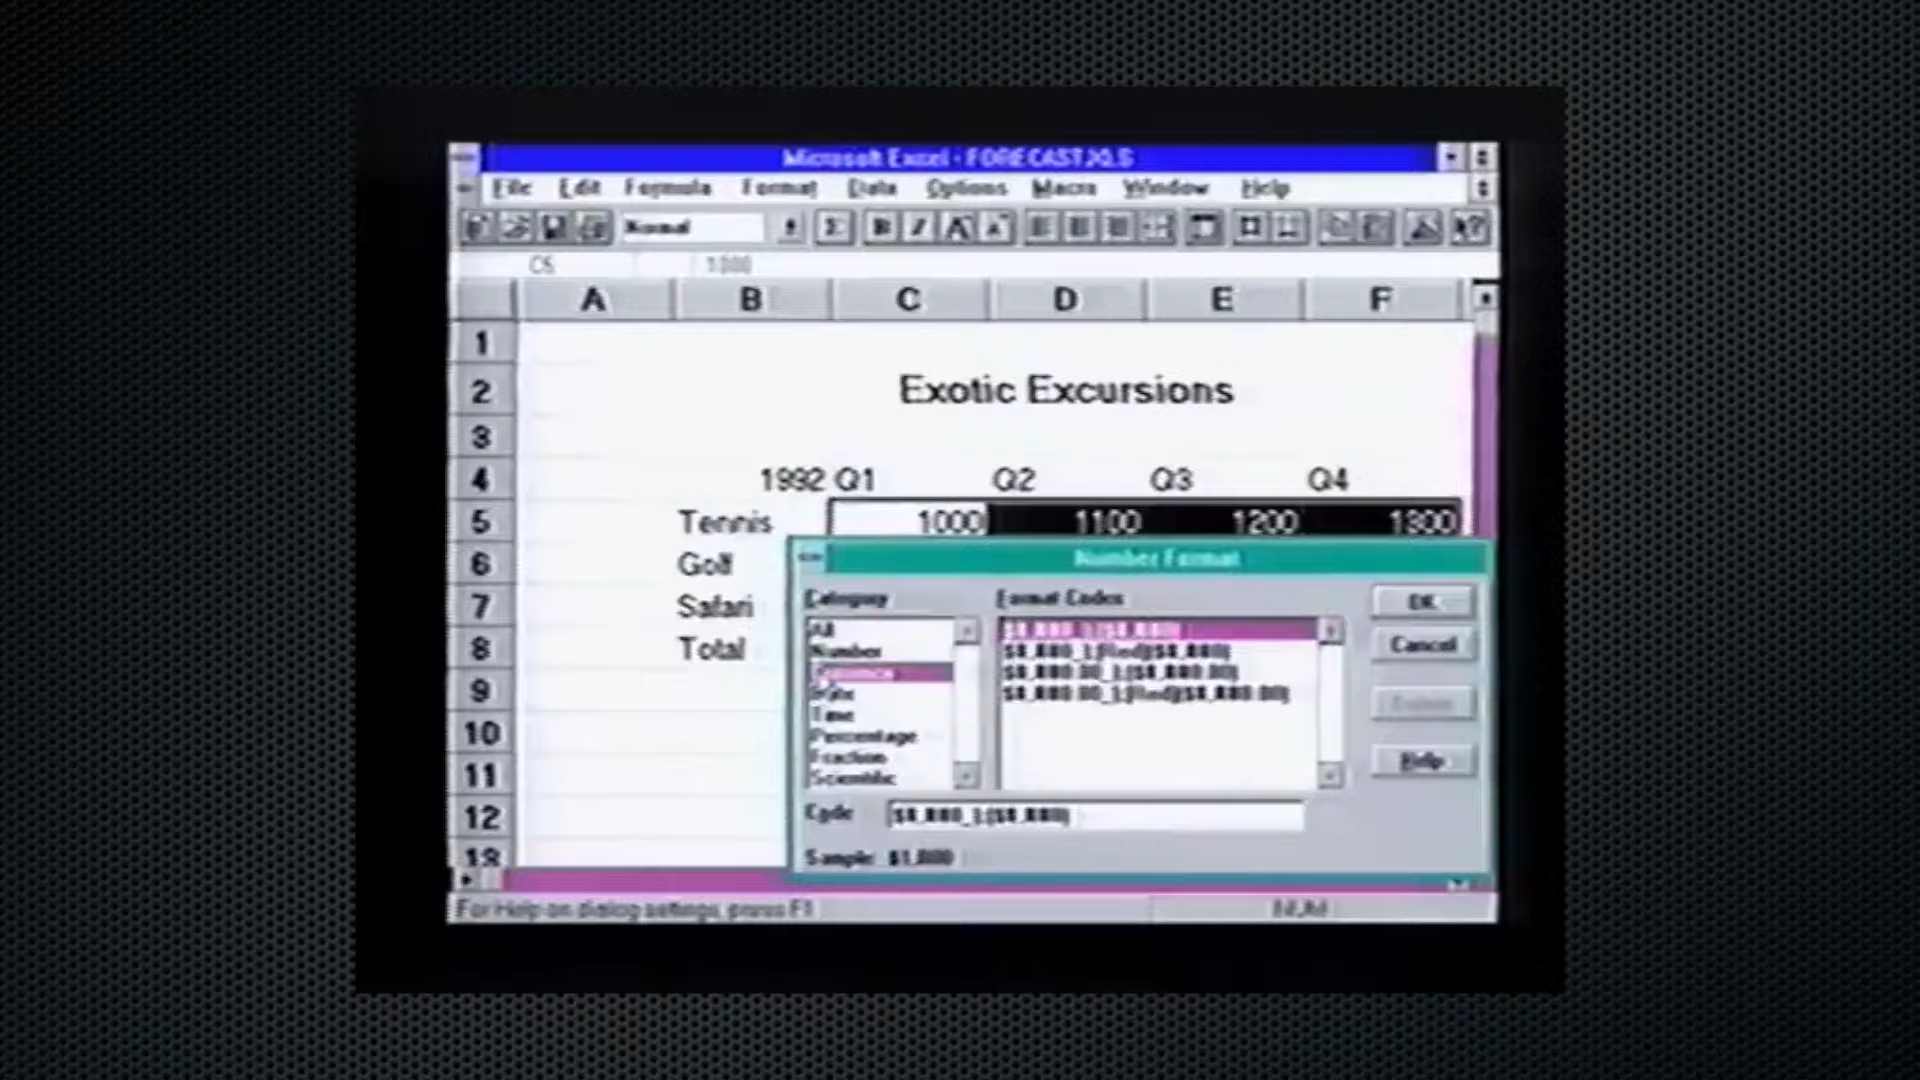 Microsoft Excel - FORECAST.XLS
File Edit Formula Format Data Options Macro Window Help
Normal Σ B I A A
C5 1000
A B C D E F
1
2 Exotic Excursions
3
4 1992 Q1 Q2 Q3 Q4
5 Tennis 1000 1100 1200 1300
6 Golf
7 Safari
8 Total
9
10
11
12
13
Number Format
Category Format Codes
All
Number
Date
Time
Percentage
Fraction
Scientific
OK
Cancel
Delete
Help
Code
Sample: $1,000
For Help on dialog settings, press F1
NUM